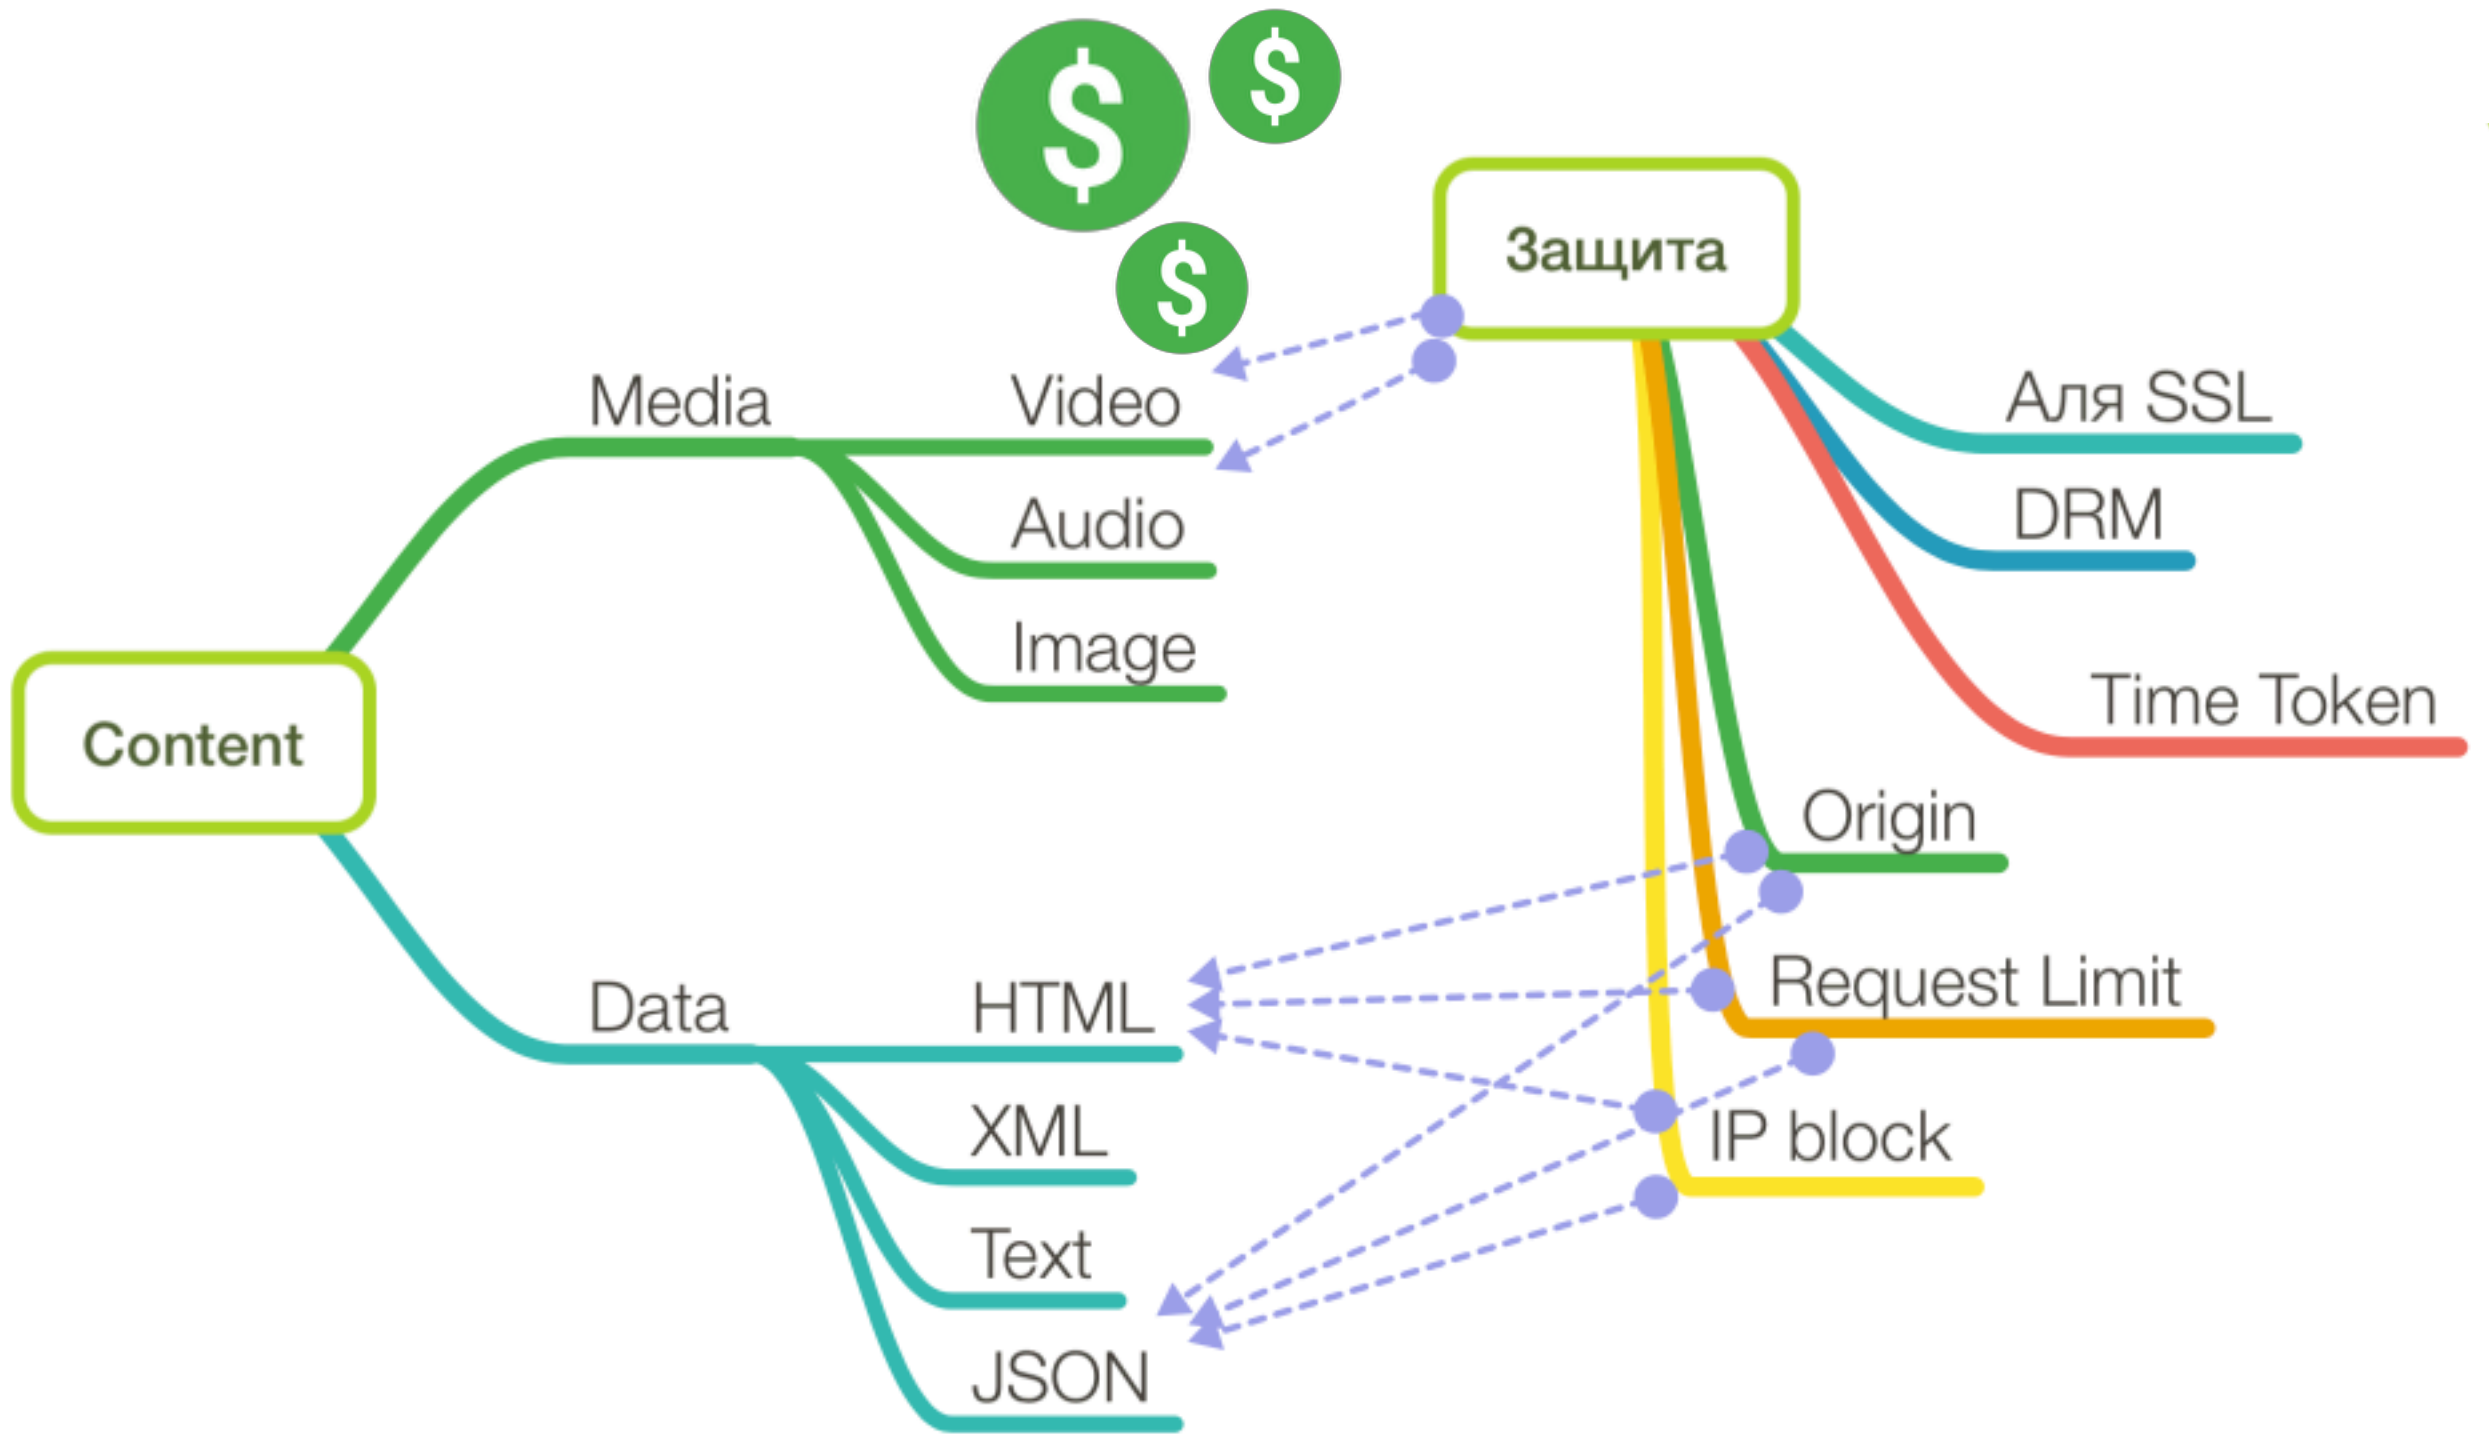 $
$
$
Защита
Media
Video
Audio
Image
Content
Data
HTML
XML
Text
JSON
Аля SSL
DRM
Time Token
Origin
Request Limit
IP block